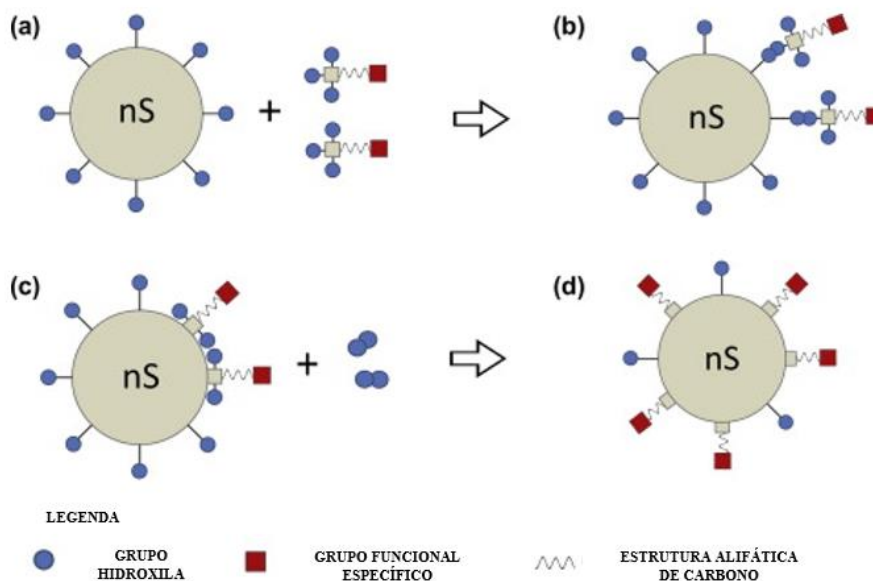 (a)
nS
+
(b)
nS
(c)
nS
+
(d)
nS
LEGENDA
GRUPO
HIDROXILA
GRUPO FUNCIONAL
ESPECÍFICO
ESTRUTURA ALIFÁTICA
DE CARBONO